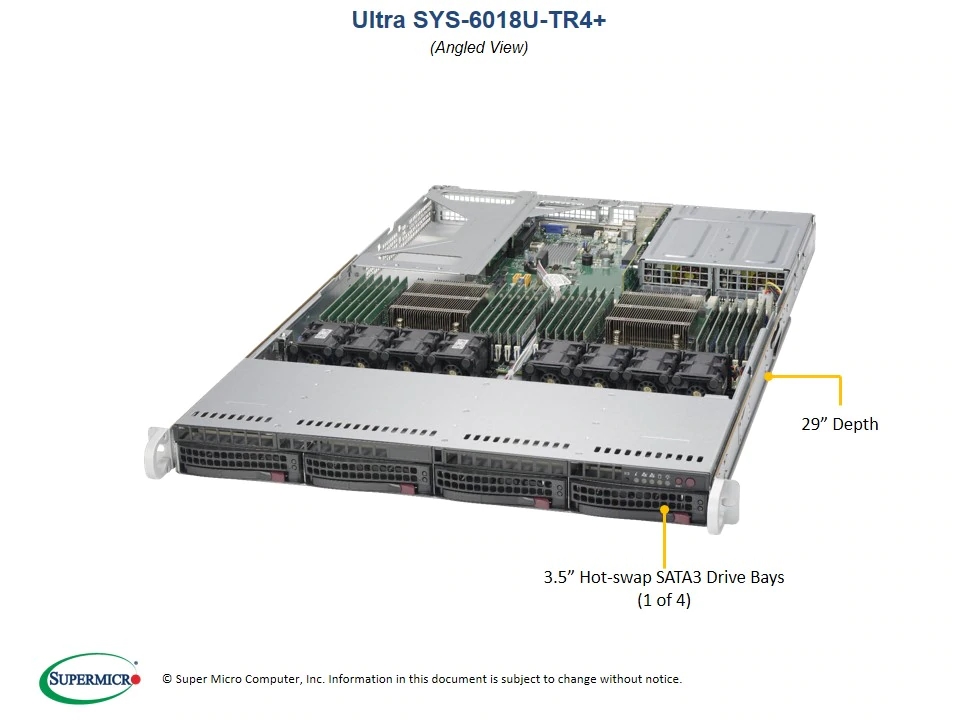 Ultra SYS-6018U-TR4+
(Angled View)
29” Depth
3.5” Hot-swap SATA3 Drive Bays
(1 of 4)
SUPERMICRO
© Super Micro Computer, Inc. Information in this document is subject to change without notice.